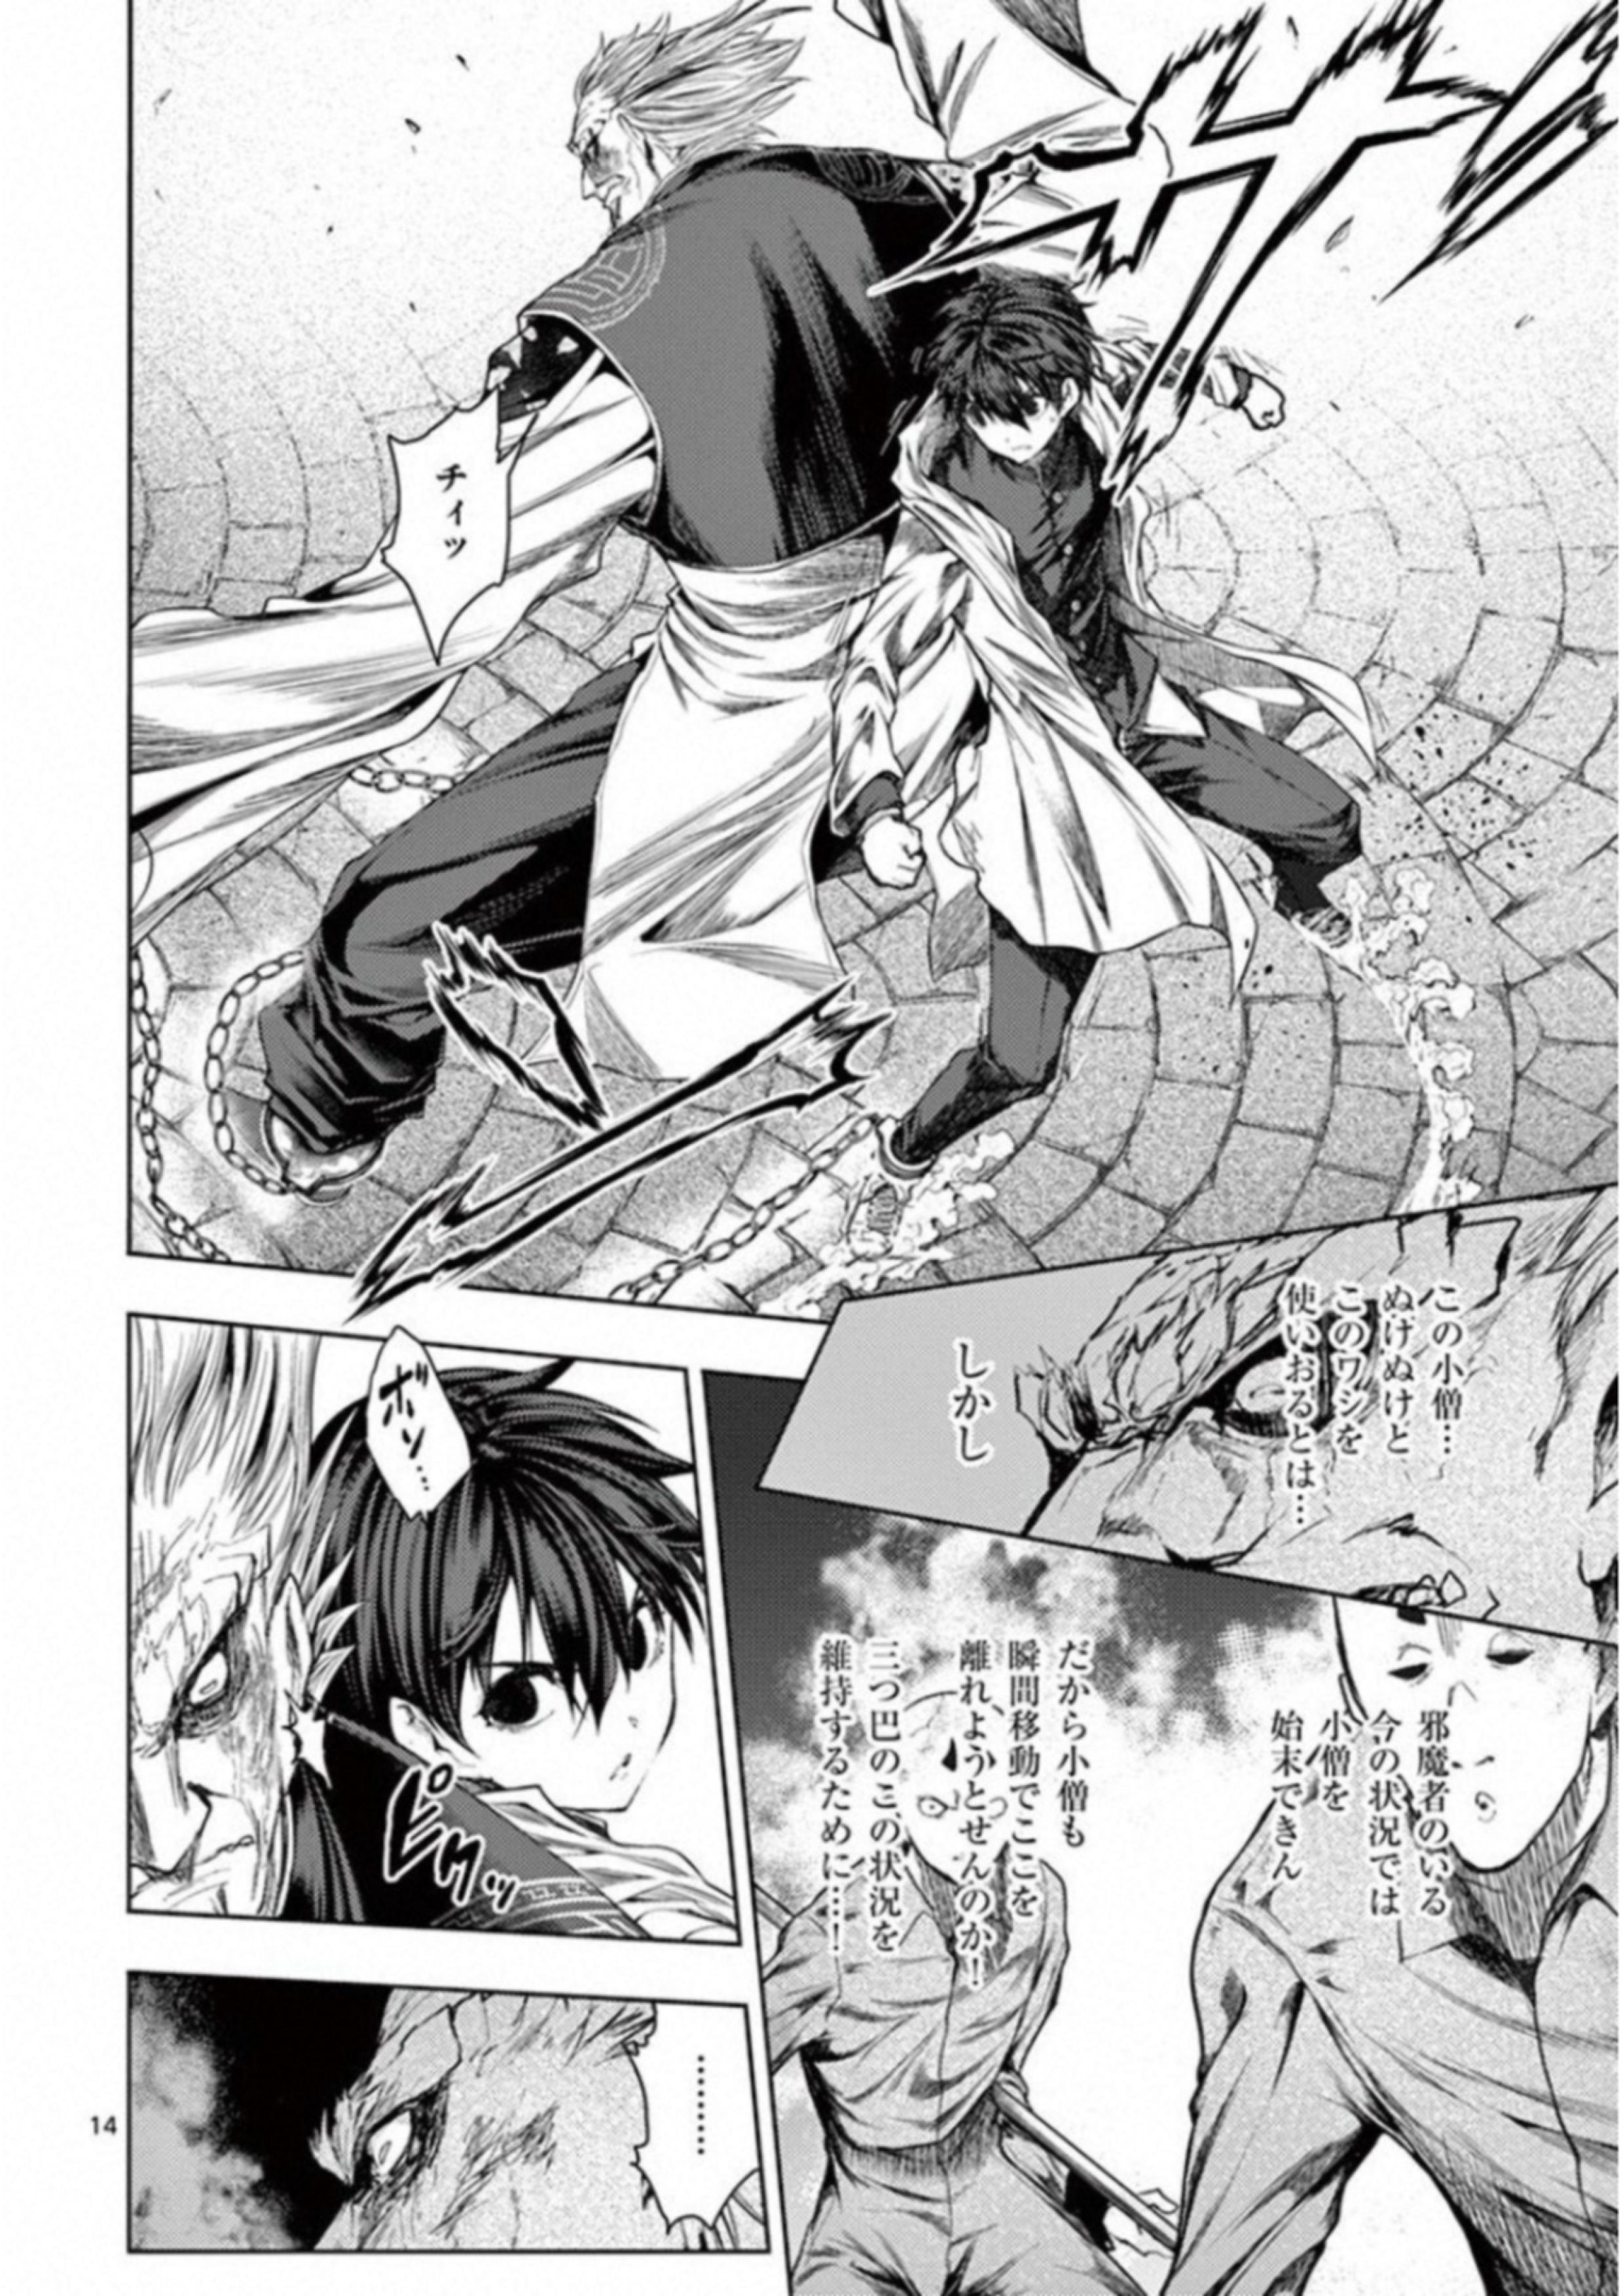 ザッ
チィッ
この小僧…
ぬけぬけと
このワシを
使いおるとは…
しかし
邪魔者のいる
今の状況では
小僧を
始末できん
だから小僧も
瞬間移動でここを
離れようとせんのか!
三つ巴のこの状況を
維持するために…!
ボソ…
ピクッ
………
14